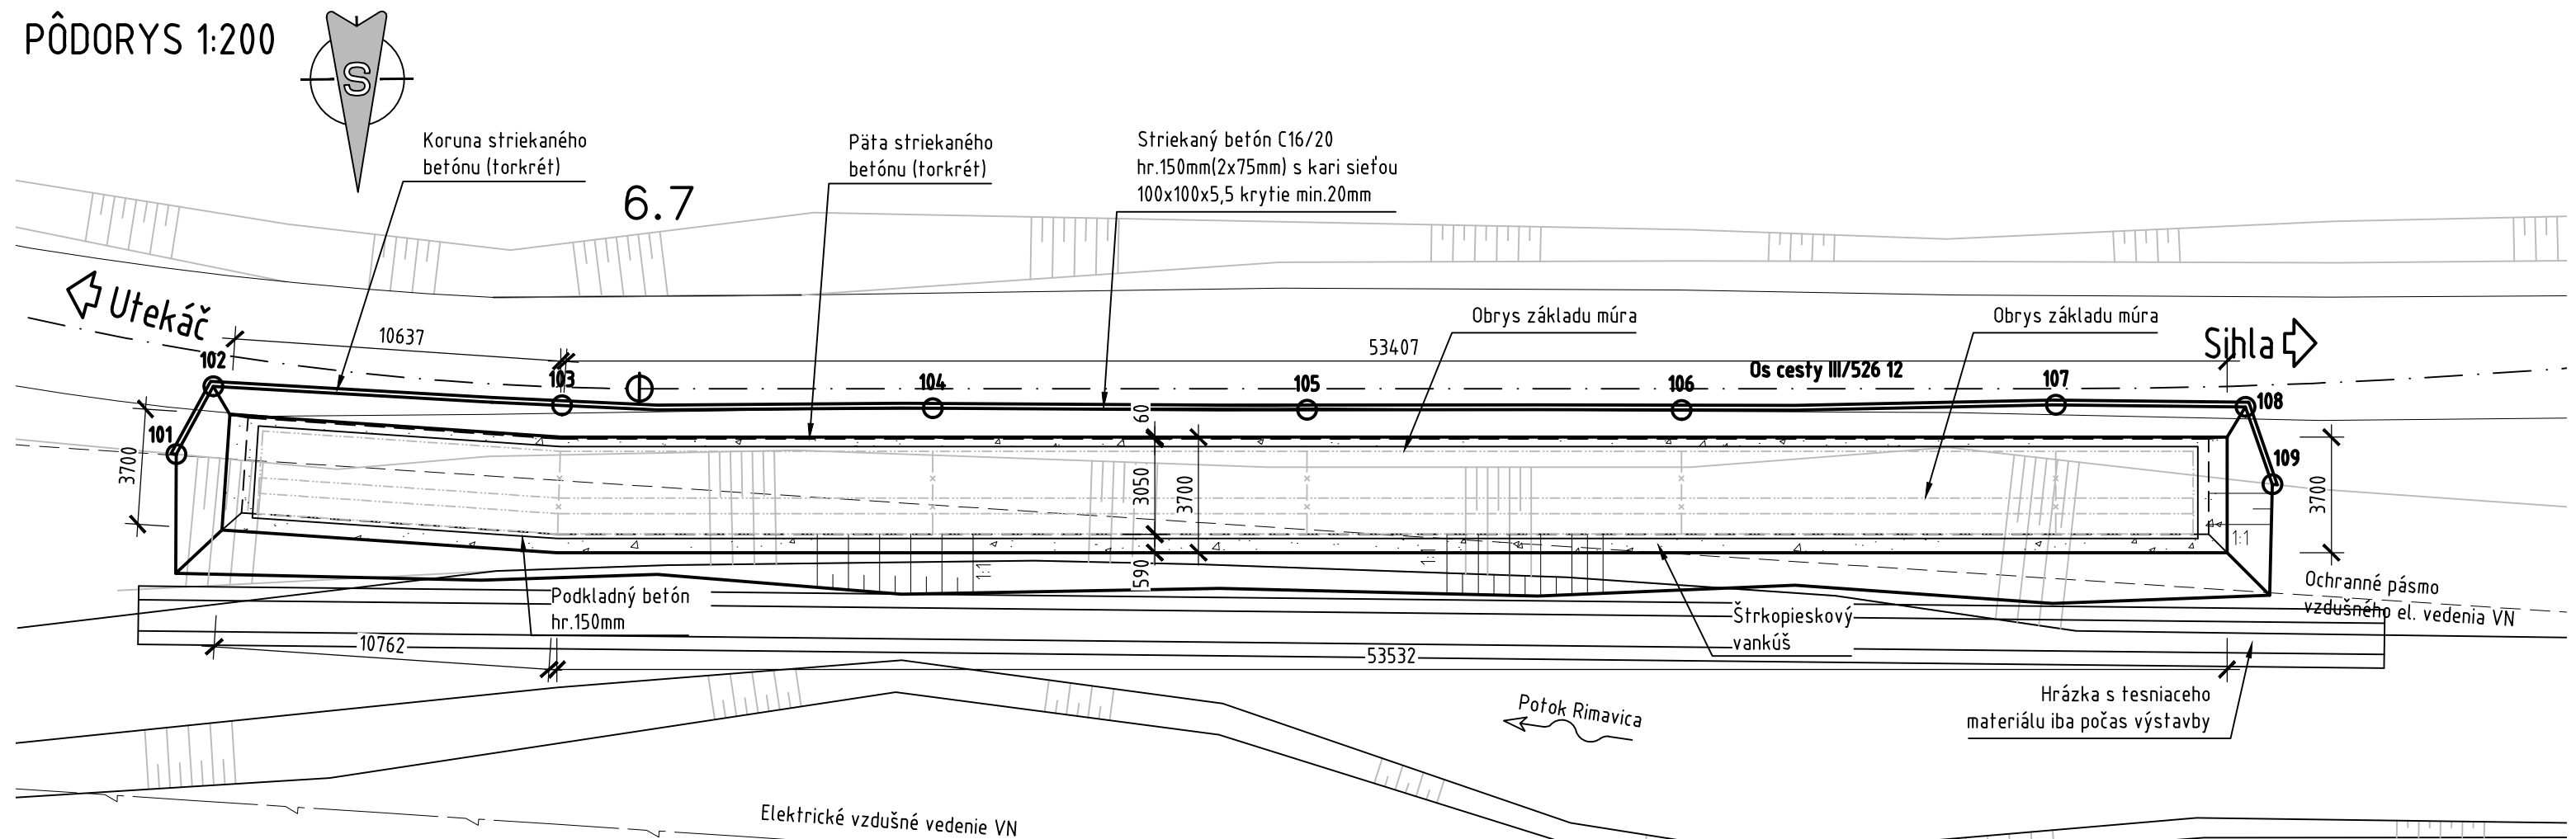 PÔDORYS 1:200
S
Koruna striekaného
betónu (torkrét)
Päta striekaného
betónu (torkrét)
Striekaný betón C16/20
hr.150mm(2x75mm) s kari sieťou
100x100x5,5 krytie min.20mm
6.7
Utekáč
10637
53407
Obrys základu múra
Obrys základu múra
Sihla
Os cesty III/526 12
101
102
103
104
105
106
107
108
109
3700
60
3050
3700
590
3700
1:1
1:1
1:1
Podkladný betón
hr.150mm
Štrkopieskový
vankúš
Ochranné pásmo
vzdušného el. vedenia VN
10762
53532
Hrázka s tesniaceho
materiálu iba počas výstavby
Potok Rimavica
Elektrické vzdušné vedenie VN